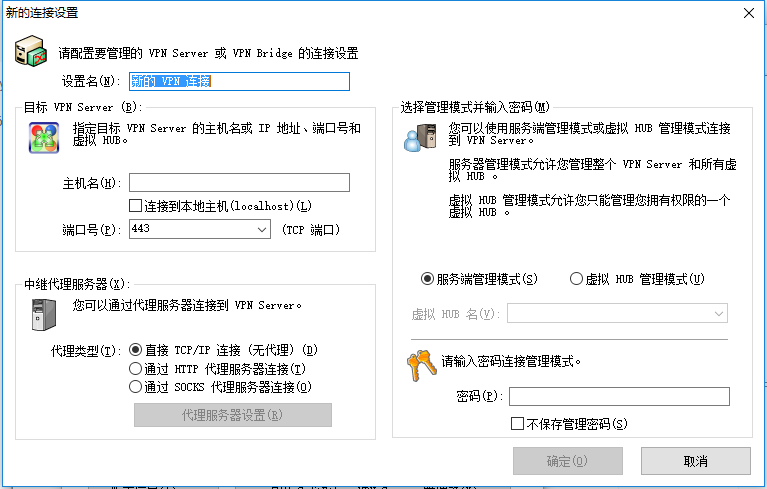 新的连接设置
请配置要管理的 VPN Server 或 VPN Bridge 的连接设置
设置名(N):
新的 VPN 连接
目标 VPN Server (B):
指定目标 VPN Server 的主机名或 IP 地址、端口号和
虚拟 HUB。
主机名(H):
连接到本地主机(localhost)(L)
端口号(P):
443
(TCP 端口)
中继代理服务器(X):
您可以通过代理服务器连接到 VPN Server。
代理类型(T):
直接 TCP/IP 连接 (无代理) (D)
通过 HTTP 代理服务器连接(T)
通过 SOCKS 代理服务器连接(O)
代理服务器设置(R)
选择管理模式并输入密码(M)
您可以使用服务端管理模式或虚拟 HUB 管理模式连接
到 VPN Server。
服务器管理模式允许您管理整个 VPN Server 和所有虚
拟 HUB 。
虚拟 HUB 管理模式允许您只能管理您拥有权限的一个
虚拟 HUB 。
服务端管理模式(S)
虚拟 HUB 管理模式(U)
虚拟 HUB 名(V):
请输入密码连接管理模式。
密码(P):
不保存管理密码(S)
确定(O)
取消